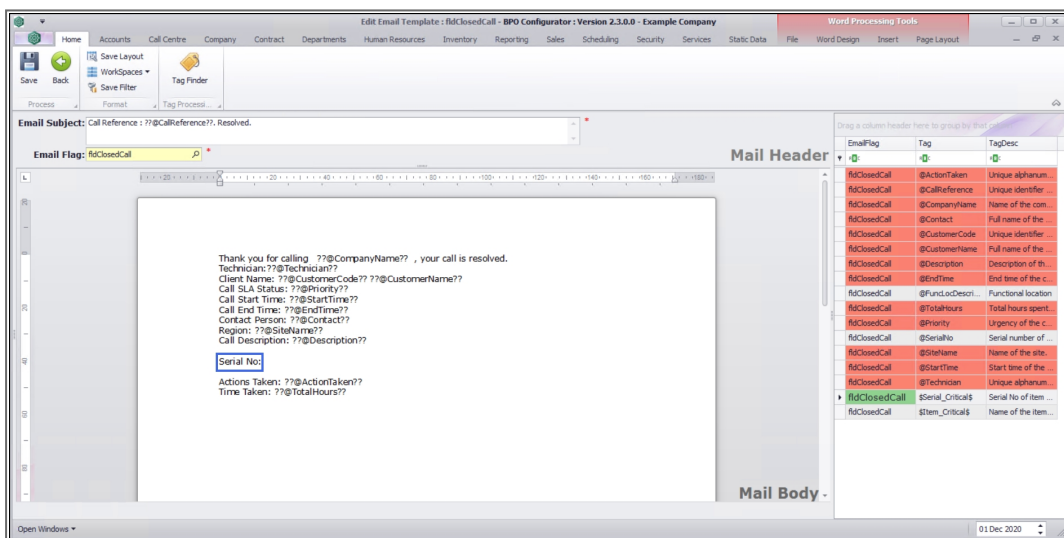 Edit Email Template : fldClosedCall - BPO Configurator : Version 2.3.0.0 - Example Company
Word Processing Tools
Home Accounts Call Centre Company Contract Departments Human Resources Inventory Reporting Sales Scheduling Security Services Static Data File Word Design Insert Page Layout
Save
Back
Save Layout
WorkSpaces
Save Filter
Tag Finder
Process
Format
Tag Processi...
Email Subject: Call Reference : ??@CallReference??. Resolved. *
Email Flag: fldClosedCall *
Mail Header
Drag a column header here to group by that
EmailFlag Tag TagDesc
fldClosedCall @ActionTaken Unique alphanum...
fldClosedCall @CallReference Unique identifier
fldClosedCall @CompanyName Name of the com...
fldClosedCall @Contact Full name of the ...
fldClosedCall @CustomerCode Unique identifier ...
fldClosedCall @CustomerName Full name of the ...
fldClosedCall @Description Description of th...
fldClosedCall @EndTime End time of the c...
fldClosedCall @FuncLocDescri... Functional location
fldClosedCall @TotalHours Total hours spent...
fldClosedCall @Priority Urgency of the c...
fldClosedCall @SerialNo Serial number of ...
fldClosedCall @SiteName Name of the site.
fldClosedCall @StartTime Start time of the ...
fldClosedCall @Technician Unique alphanum...
fldClosedCall $Serial_Critical$ Serial No of item ...
fldClosedCall $Item_Critical$ Name of the item...
20 20 40 60 80 100 120 140 160 180
Thank you for calling ??@CompanyName?? , your call is resolved.
Technician:??@Technician??
Client Name: ??@CustomerCode?? ??@CustomerName??
Call SLA Status: ??@Priority??
Call Start Time: ??@StartTime??
Call End Time: ??@EndTime??
Contact Person: ??@Contact??
Region: ??@SiteName??
Call Description: ??@Description??
Serial No:
Actions Taken: ??@ActionTaken??
Time Taken: ??@TotalHours??
Mail Body
Open Windows
01 Dec 2020